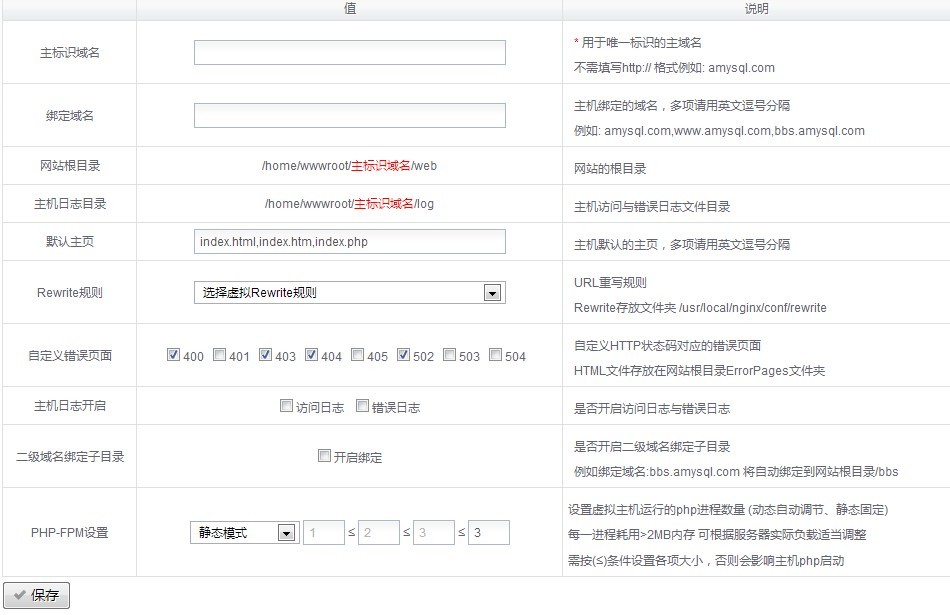 值 说明
主标识域名
* 用于唯一标识的主域名
不需填写http:// 格式例如: amysql.com
绑定域名
主机绑定的域名，多项请用英文逗号分隔
例如: amysql.com,www.amysql.com,bbs.amysql.com
网站根目录 /home/wwwroot/主标识域名/web 网站的根目录
主机日志目录 /home/wwwroot/主标识域名/log 主机访问与错误日志文件目录
默认主页 index.html,index.htm,index.php 主机默认的主页，多项请用英文逗号分隔
Rewrite规则 选择虚拟Rewrite规则
URL重写规则
Rewrite存放文件夹 /usr/local/nginx/conf/rewrite
自定义错误页面 400 401 403 404 405 502 503 504
自定义HTTP状态码对应的错误页面
HTML文件存放在网站根目录ErrorPages文件夹
主机日志开启 访问日志 错误日志 是否开启访问日志与错误日志
二级域名绑定子目录 开启绑定
是否开启二级域名绑定子目录
例如绑定域名:bbs.amysql.com 将自动绑定到网站根目录/bbs
PHP-FPM设置 静态模式 1 ≤ 2 ≤ 3 ≤ 3
设置虚拟主机运行的php进程数量 (动态自动调节、静态固定)
每一进程耗用>2MB内存 可根据服务器实际负载适当调整
需按(≤)条件设置各项大小，否则会影响主机php启动
保存